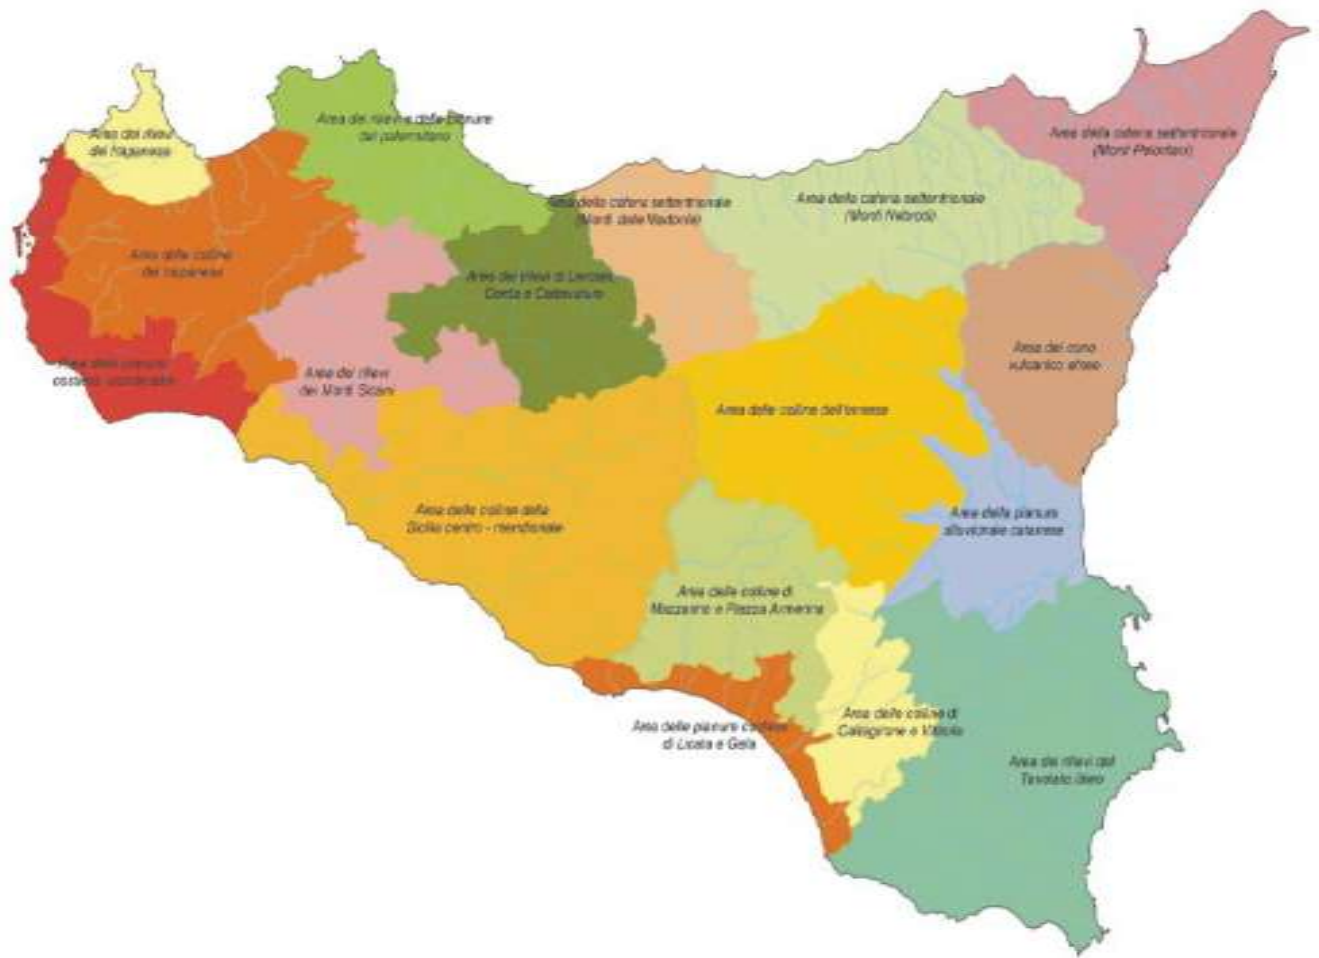 Area dei rilievi
del trapanese
Area dei rilievi e delle pianure
del palermitano
Area della catena settentrionale
(Monti Peloritani)
Area della catena settentrionale
(Monti delle Madonie)
Area della catena settentrionale
(Monti Nebrodi)
Area delle colline
del trapanese
Area dei rilievi di Lercara,
Cerda e Caltavuturo
Area delle pianure
costiere occidentali
Area dei rilievi
dei Monti Sicani
Area del cono
vulcanico etneo
Area delle colline dell'ennese
Area delle colline della
Sicilia centro - meridionale
Area della pianura
alluvionale catanese
Area delle colline di
Mazzarino e Piazza Armerina
Area delle pianure costiere
di Licata e Gela
Area delle colline di
Caltagirone e Vittoria
Area dei rilievi del
Tavolato ibleo